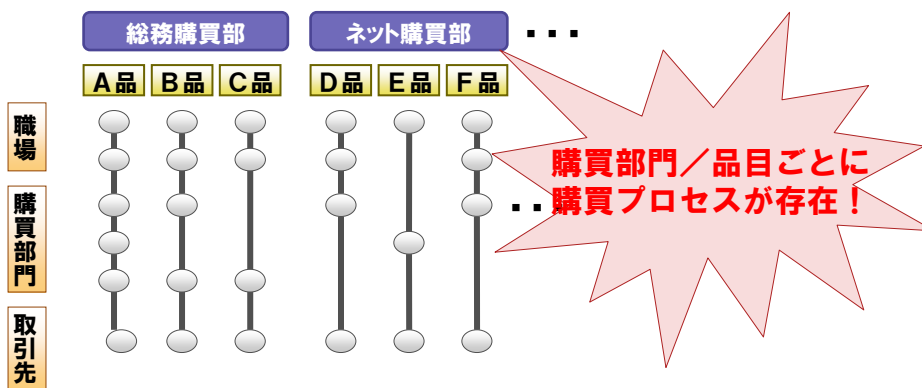 総務購買部 ネット購買部 ・・・
A品 B品 C品 D品 E品 F品
職場
購買部門
取引先
購買部門／品目ごとに
・・・購買プロセスが存在！